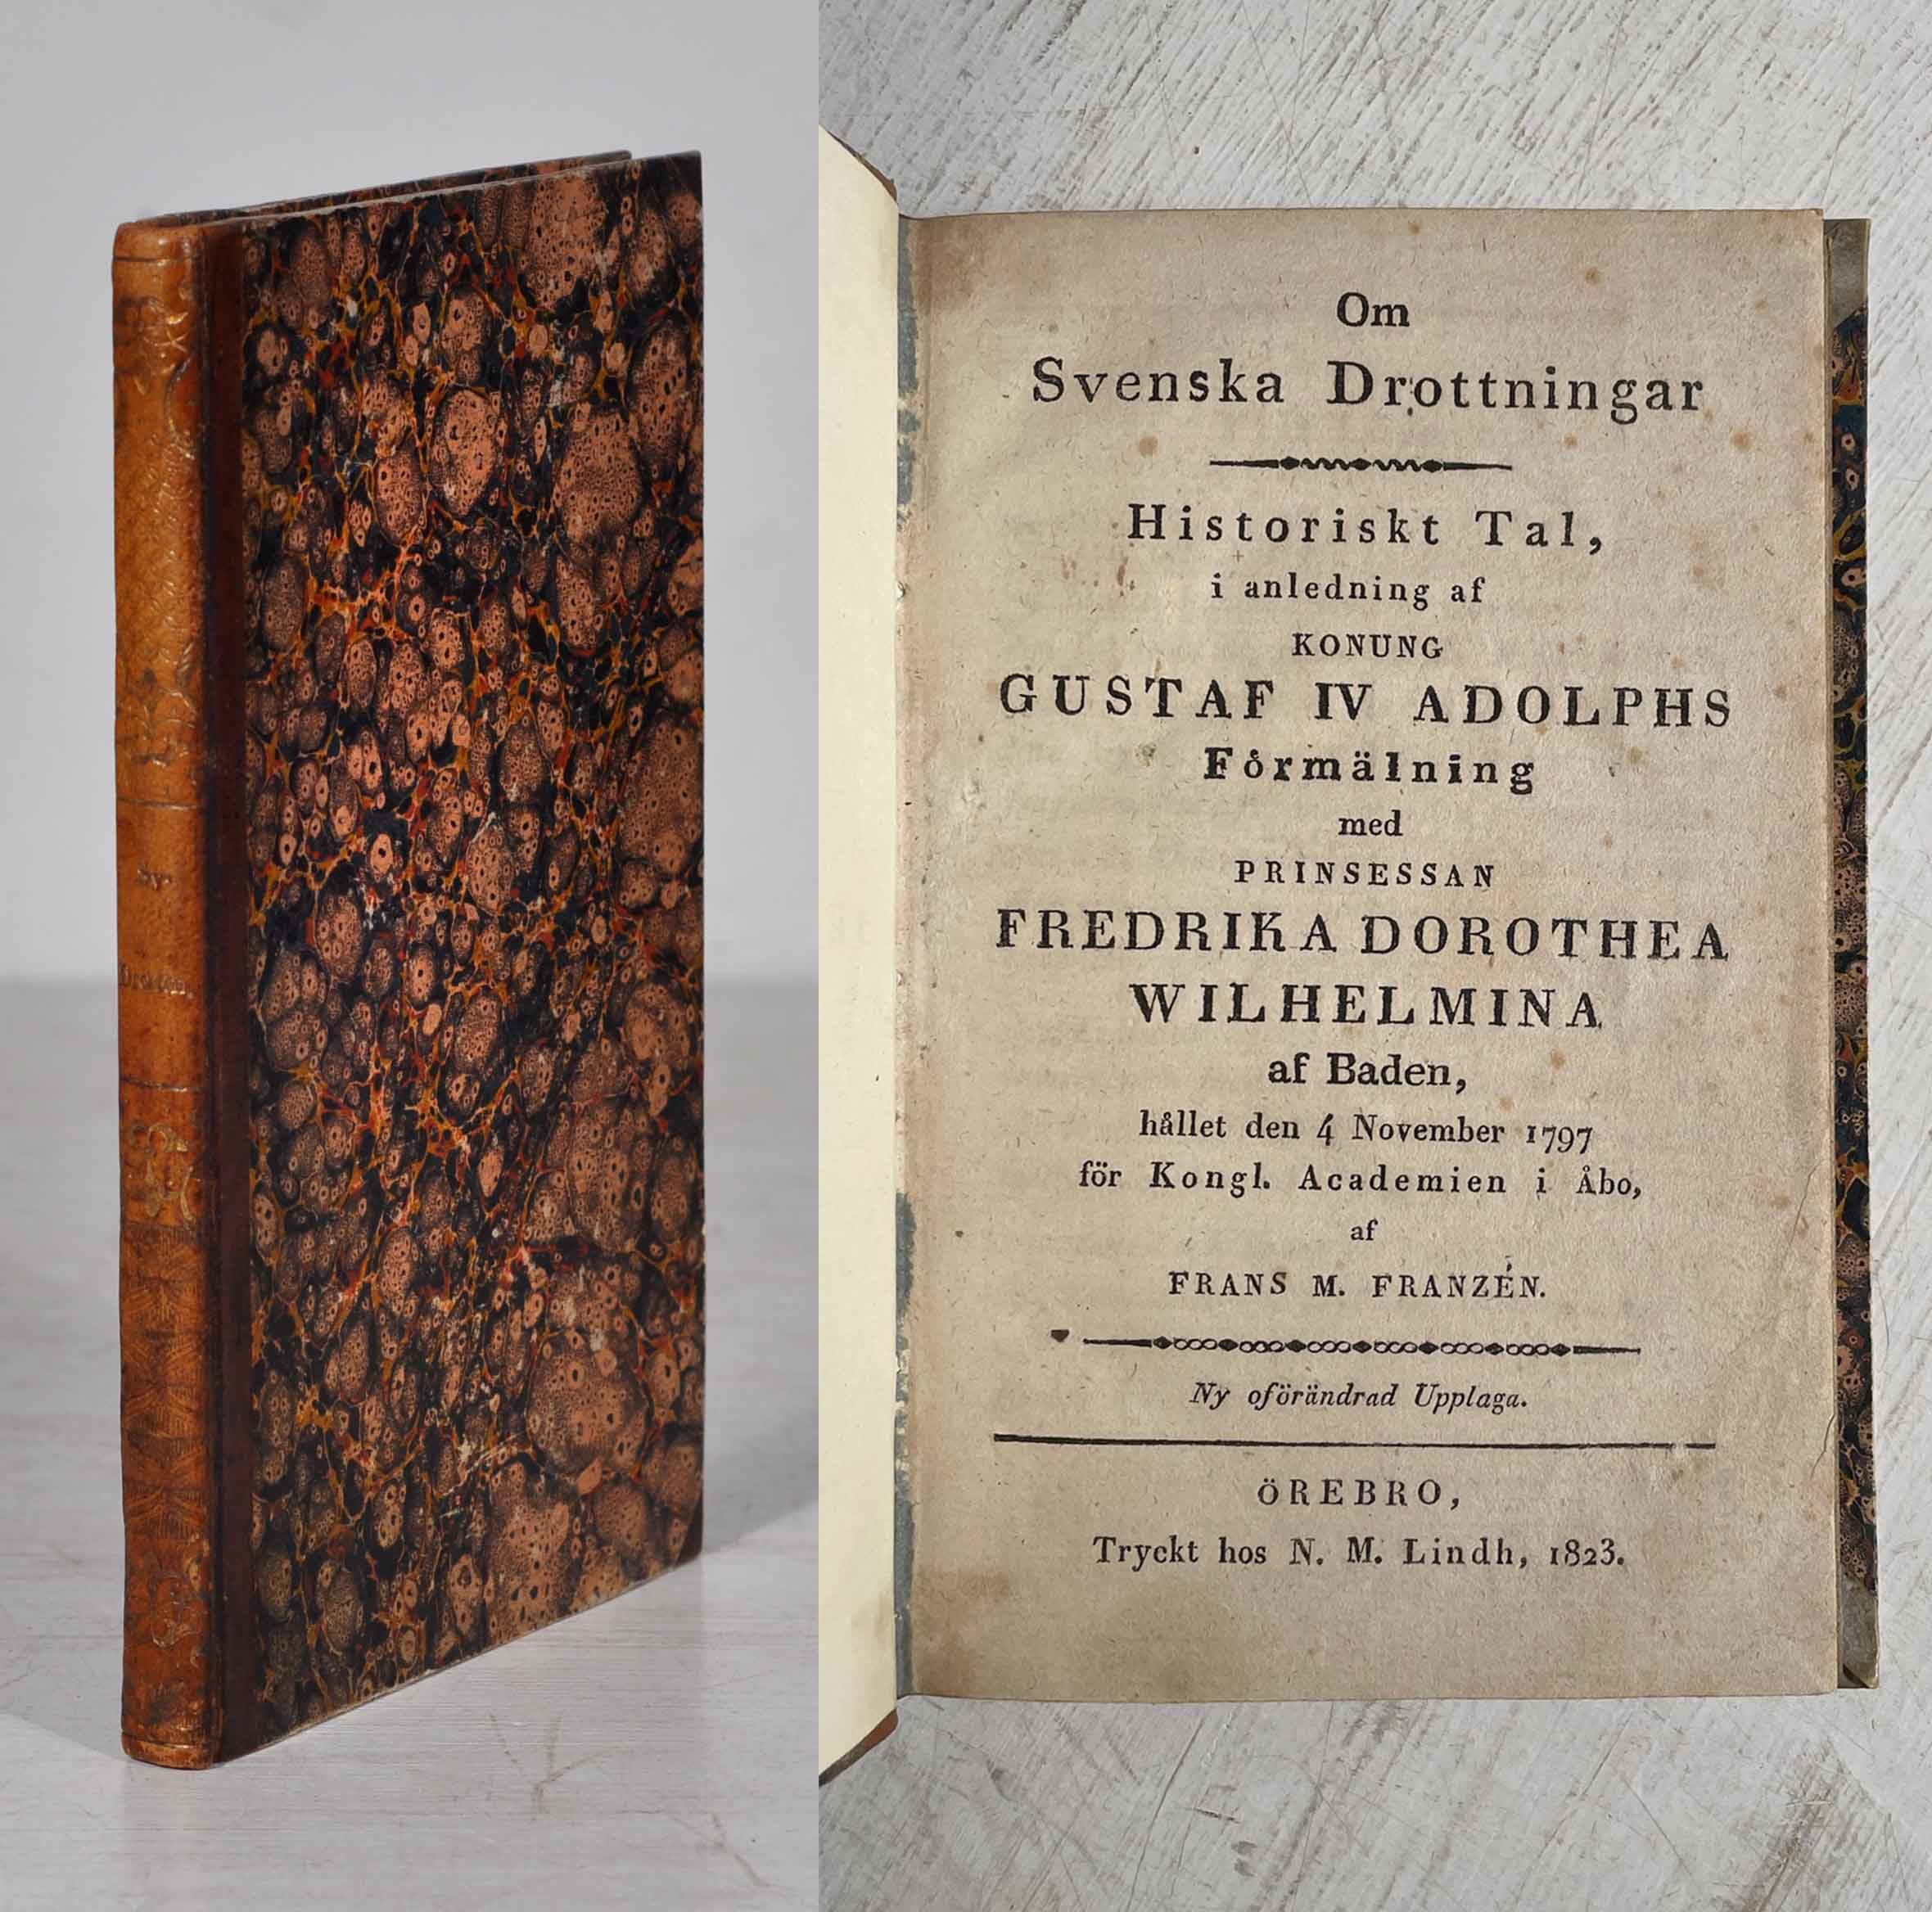 Om
Svenska Drottningar
Historiskt Tal,
i anledning af
KONUNG
GUSTAF IV ADOLPHS
Förmälning
med
PRINSESSAN
FREDRIKA DOROTHEA
WILHELMINA
af Baden,
hållet den 4 November 1797
för Kongl. Academien i Åbo,
af
FRANS M. FRANZÉN.
Ny oförändrad Upplaga.
ÖREBRO,
Tryckt hos N. M. Lindh, 1823.